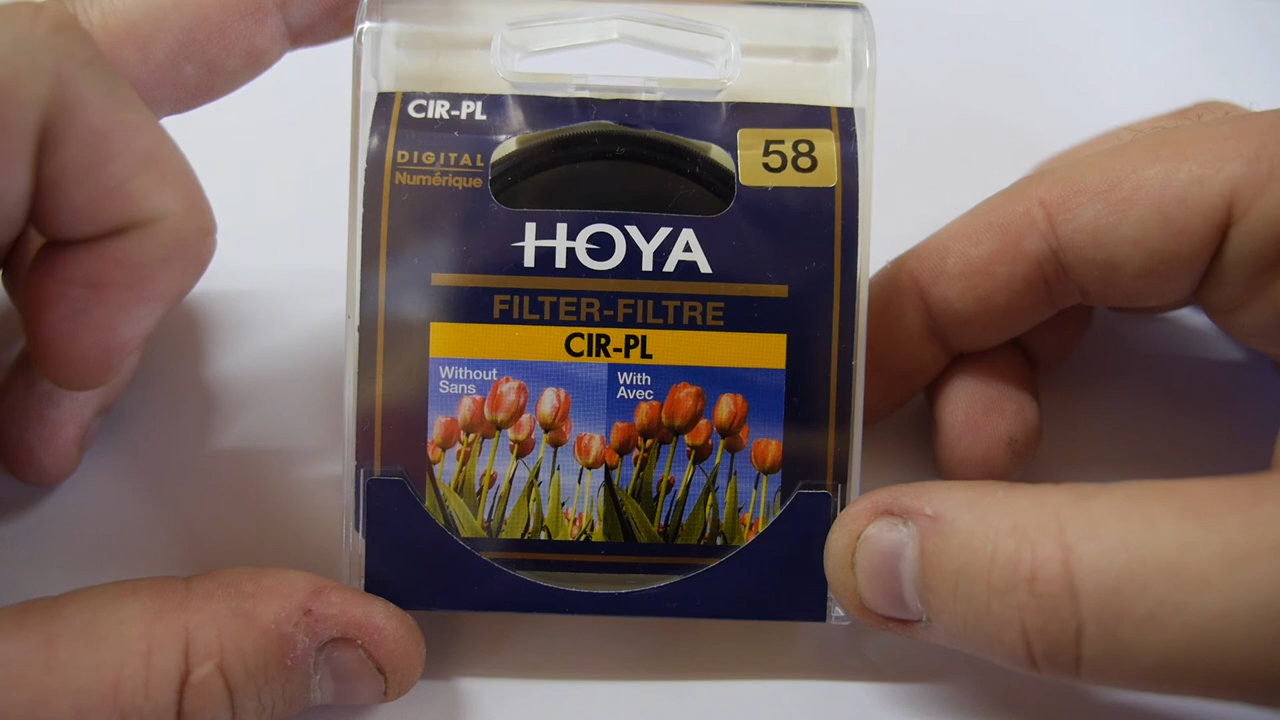 CIR-PL
DIGITAL
Numérique
58
HOYA
FILTER-FILTRE
CIR-PL
Without
Sans
With
Avec